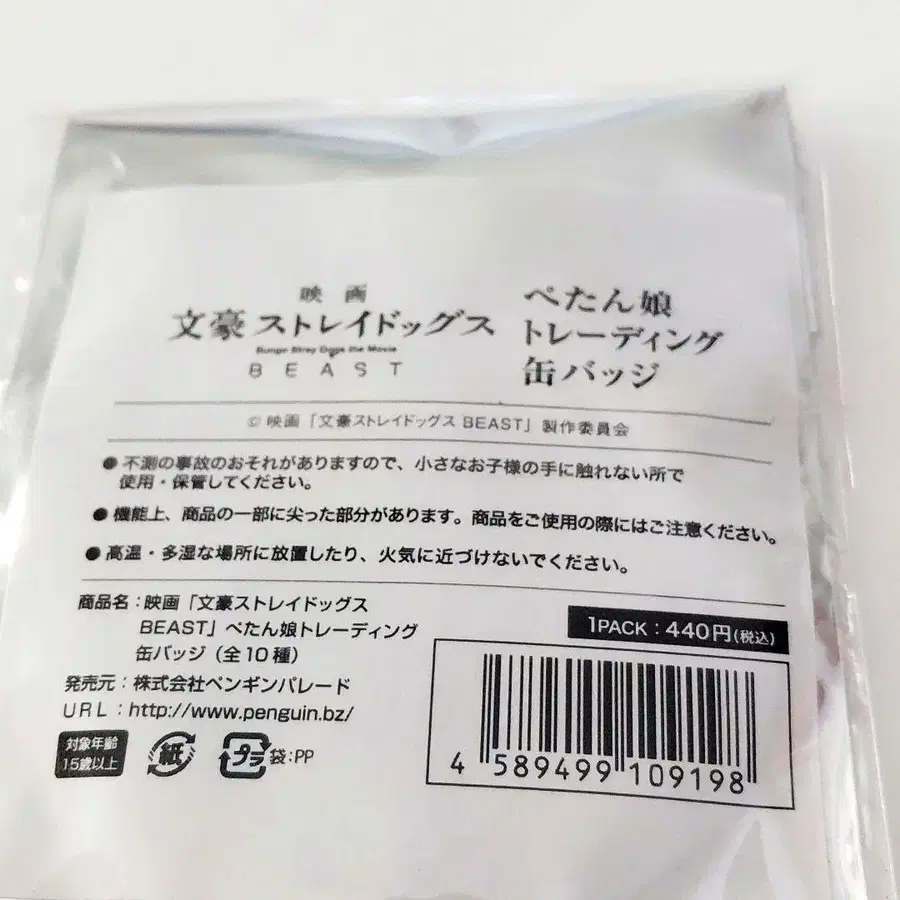 映画
文豪ストレイドッグス
Bungo Stray Dogs the Movie
BEAST
ぺたん娘
トレーディング
缶バッジ
© 映画「文豪ストレイドッグス BEAST」製作委員会
● 不測の事故のおそれがありますので、小さなお子様の手に触れない所で
使用・保管してください。
● 機能上、商品の一部に尖った部分があります。商品をご使用の際にはご注意ください。
● 高温・多湿な場所に放置したり、火気に近づけないでください。
商品名：映画「文豪ストレイドッグス
BEAST」ぺたん娘トレーディング
缶バッジ（全10種）
発売元：株式会社ペンギンパレード
URL：http://www.penguin.bz/
対象年齢
15歳以上
紙
プラ
袋：PP
1PACK：440円(税込)
4 589499 109198